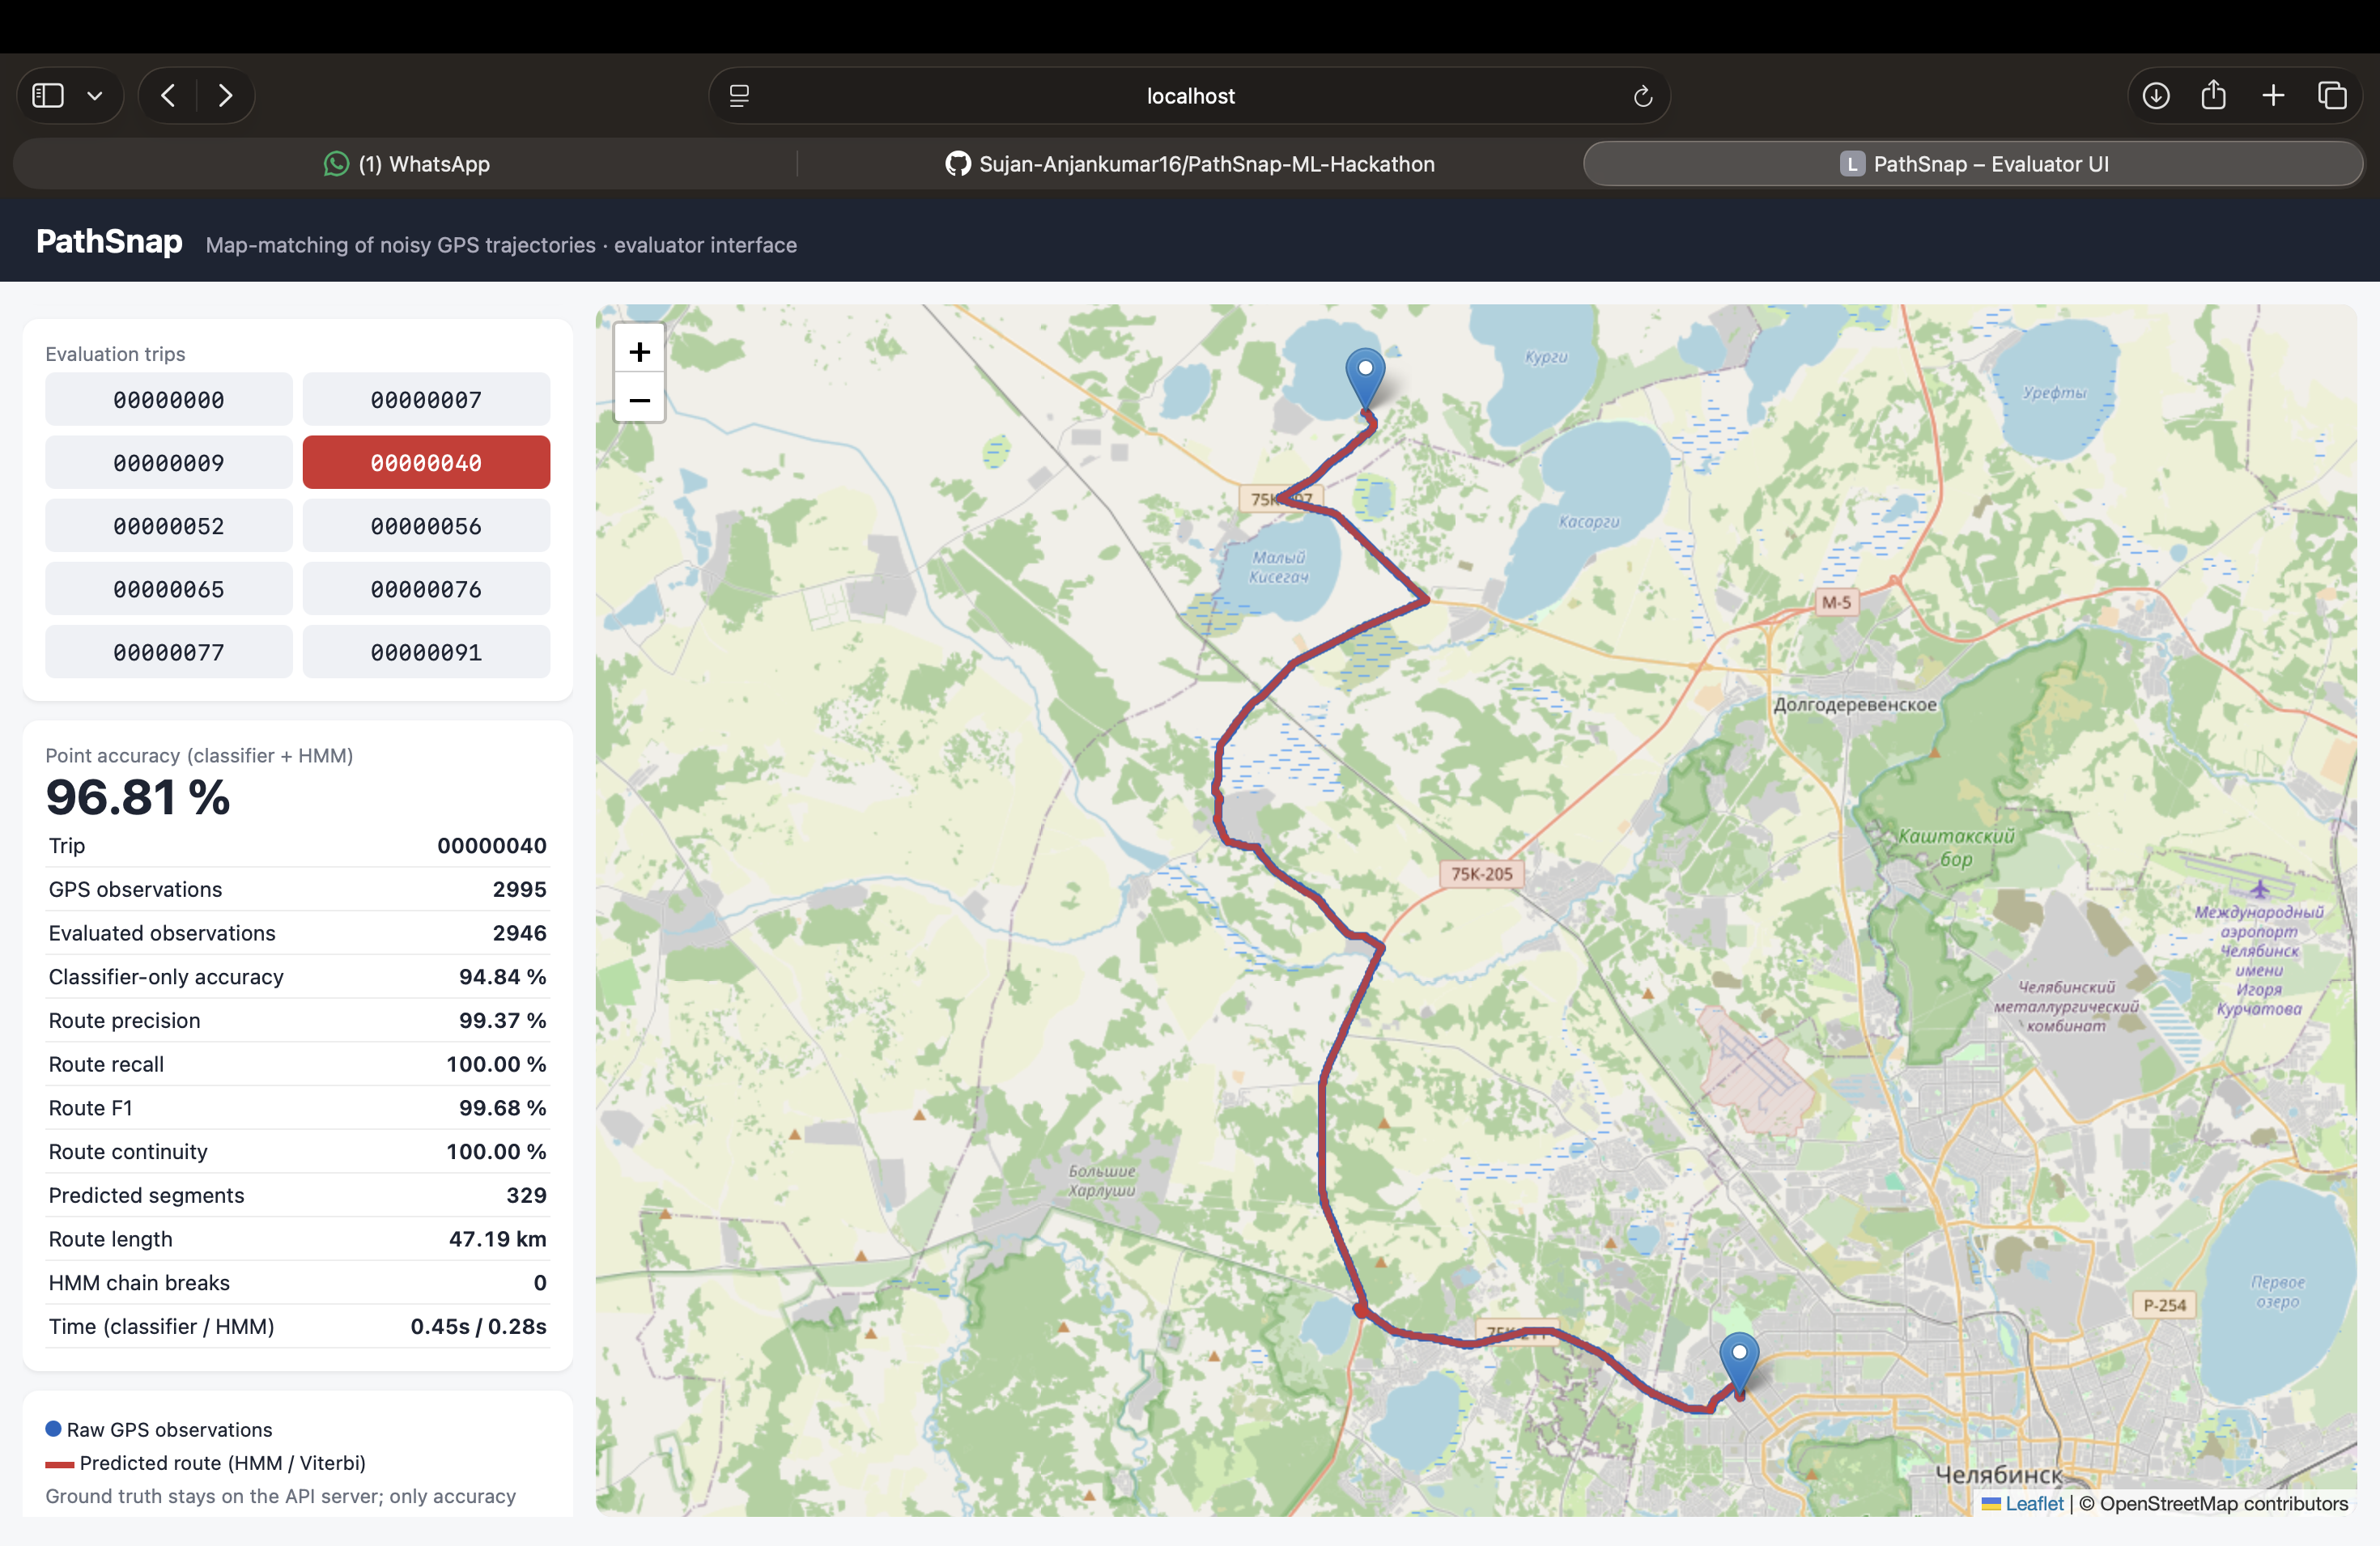 localhost
(1) WhatsApp
Sujan-Anjankumar16/PathSnap-ML-Hackathon
L PathSnap – Evaluator UI
PathSnap Map-matching of noisy GPS trajectories · evaluator interface
Evaluation trips
00000000 00000007
00000009 00000040
00000052 00000056
00000065 00000076
00000077 00000091
Point accuracy (classifier + HMM)
96.81 %
Trip 00000040
GPS observations 2995
Evaluated observations 2946
Classifier-only accuracy 94.84 %
Route precision 99.37 %
Route recall 100.00 %
Route F1 99.68 %
Route continuity 100.00 %
Predicted segments 329
Route length 47.19 km
HMM chain breaks 0
Time (classifier / HMM) 0.45s / 0.28s
Raw GPS observations
Predicted route (HMM / Viterbi)
Ground truth stays on the API server; only accuracy
+
−
Курги
Урефты
Касарги
Малый
Кисегач
М-5
Долгодеревенское
Каштакский
бор
75К-205
Международный
аэропорт
Челябинск
имени
Игоря
Курчатова
Челябинский
металлургический
комбинат
Большие
Харлуши
Первое
озеро
Р-254
Челябинск
Leaflet | © OpenStreetMap contributors